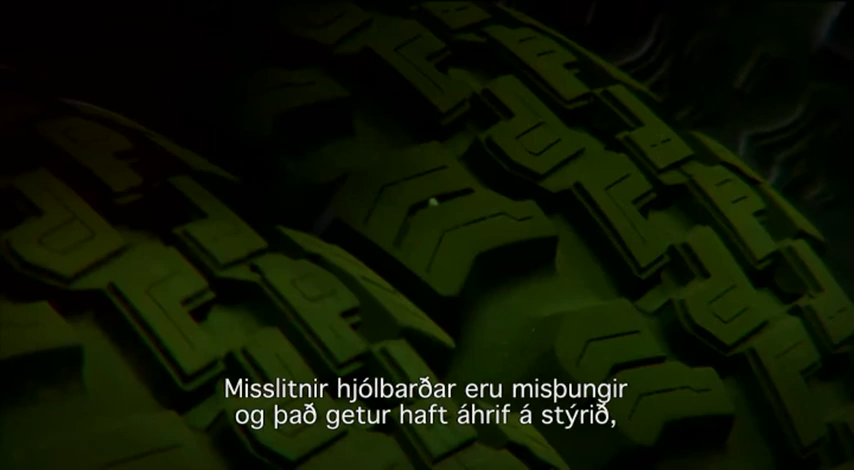 Misslitnir hjólbarðar eru misþungir
og það getur haft áhrif á stýrið,